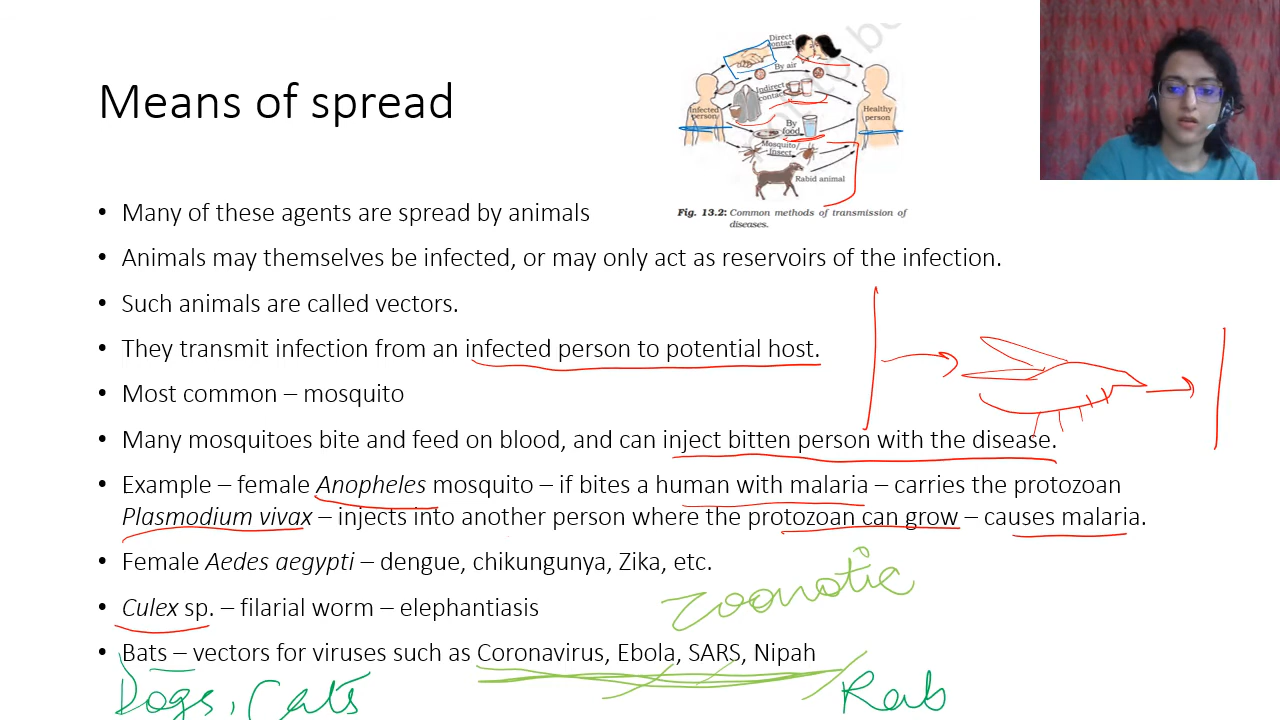 Means of spread
Direct contact
By air
Indirect contact
Infected person
Healthy person
By food
Mosquito/ Insect
Rabid animal
Fig. 13.2: Common methods of transmission of
diseases.
• Many of these agents are spread by animals
• Animals may themselves be infected, or may only act as reservoirs of the infection.
• Such animals are called vectors.
• They transmit infection from an infected person to potential host.
• Most common – mosquito
• Many mosquitoes bite and feed on blood, and can inject bitten person with the disease.
• Example – female Anopheles mosquito – if bites a human with malaria – carries the protozoan
Plasmodium vivax – injects into another person where the protozoan can grow – causes malaria.
• Female Aedes aegypti – dengue, chikungunya, Zika, etc.
zoonotic
• Culex sp. – filarial worm – elephantiasis
• Bats – vectors for viruses such as Coronavirus, Ebola, SARS, Nipah
Dogs, Cats Rab